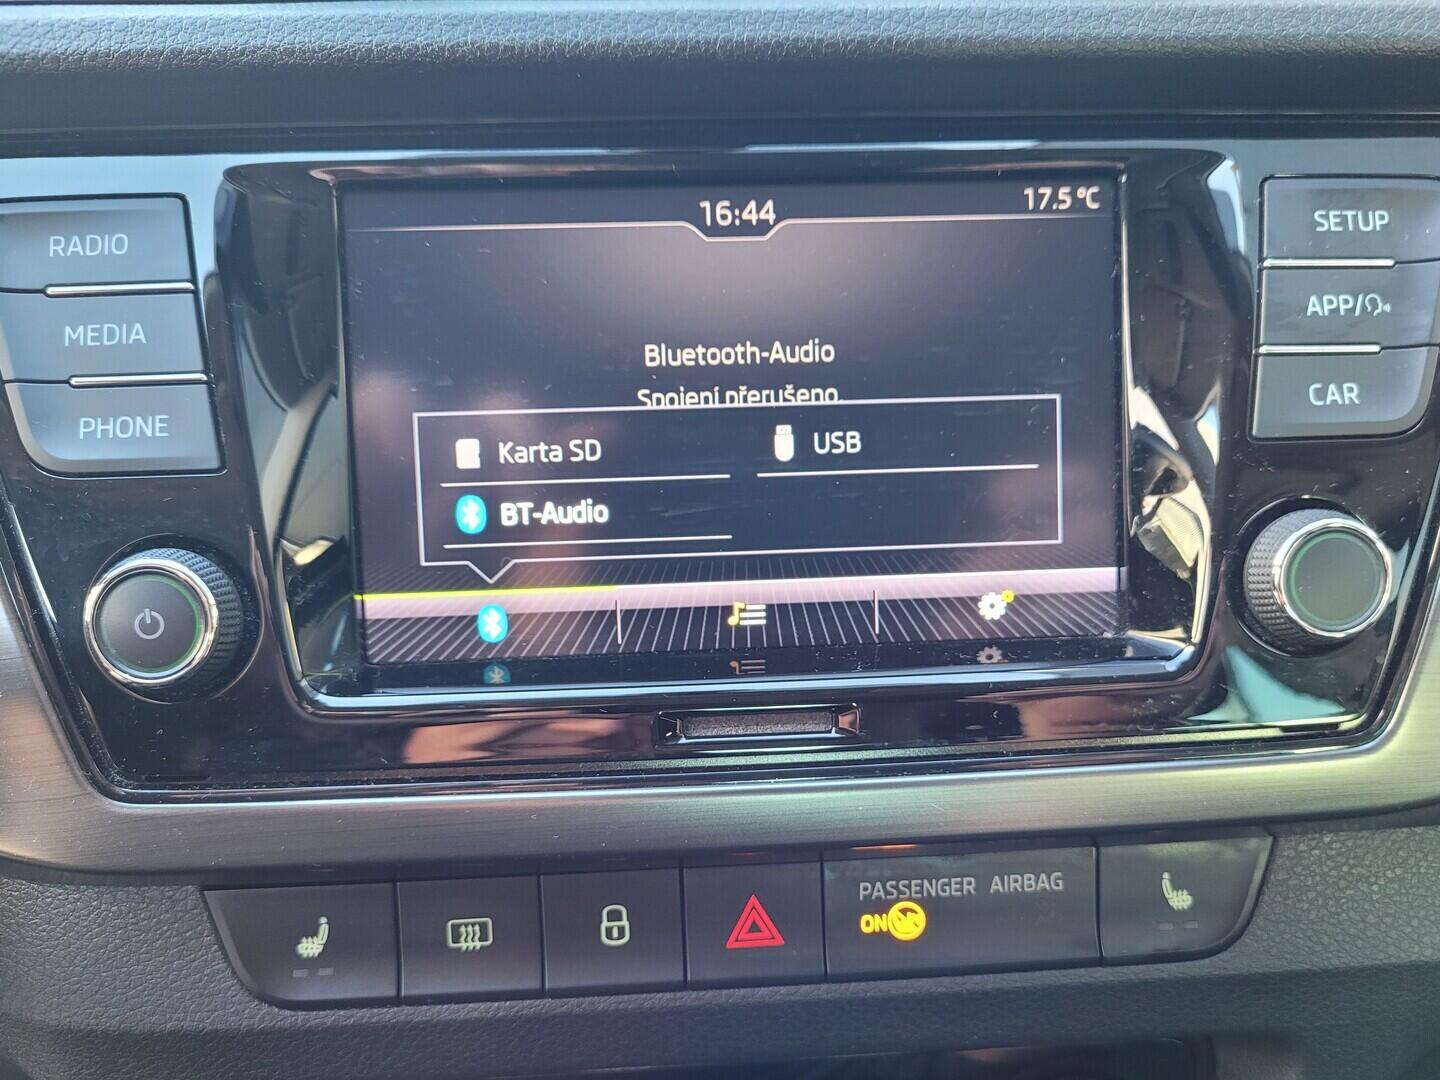 16:44
17.5 °C
RADIO
MEDIA
PHONE
SETUP
APP/
CAR
Bluetooth-Audio
Spojení přerušeno.
Karta SD
USB
BT-Audio
PASSENGER AIRBAG
ON